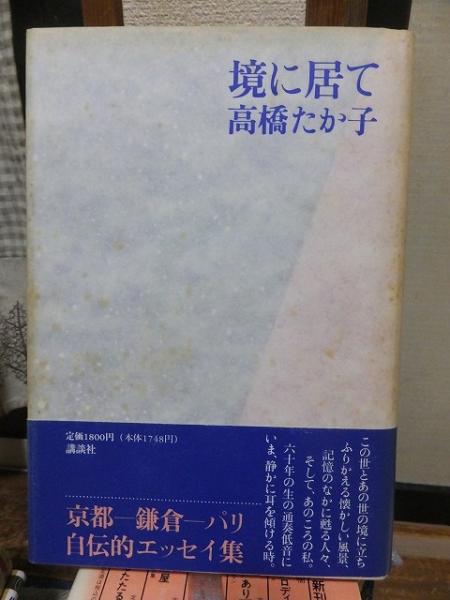 境に居て
高橋たか子
定価1800円（本体1748円）
講談社
この世とあの世の境に立ち
ふりかえる懐かしい風景、
記憶のなかに甦る人々、
そして、あのころの私。
六十年の生の通奏低音に
いま、静かに耳を傾ける時。
京都―鎌倉―パリ
自伝的エッセイ集